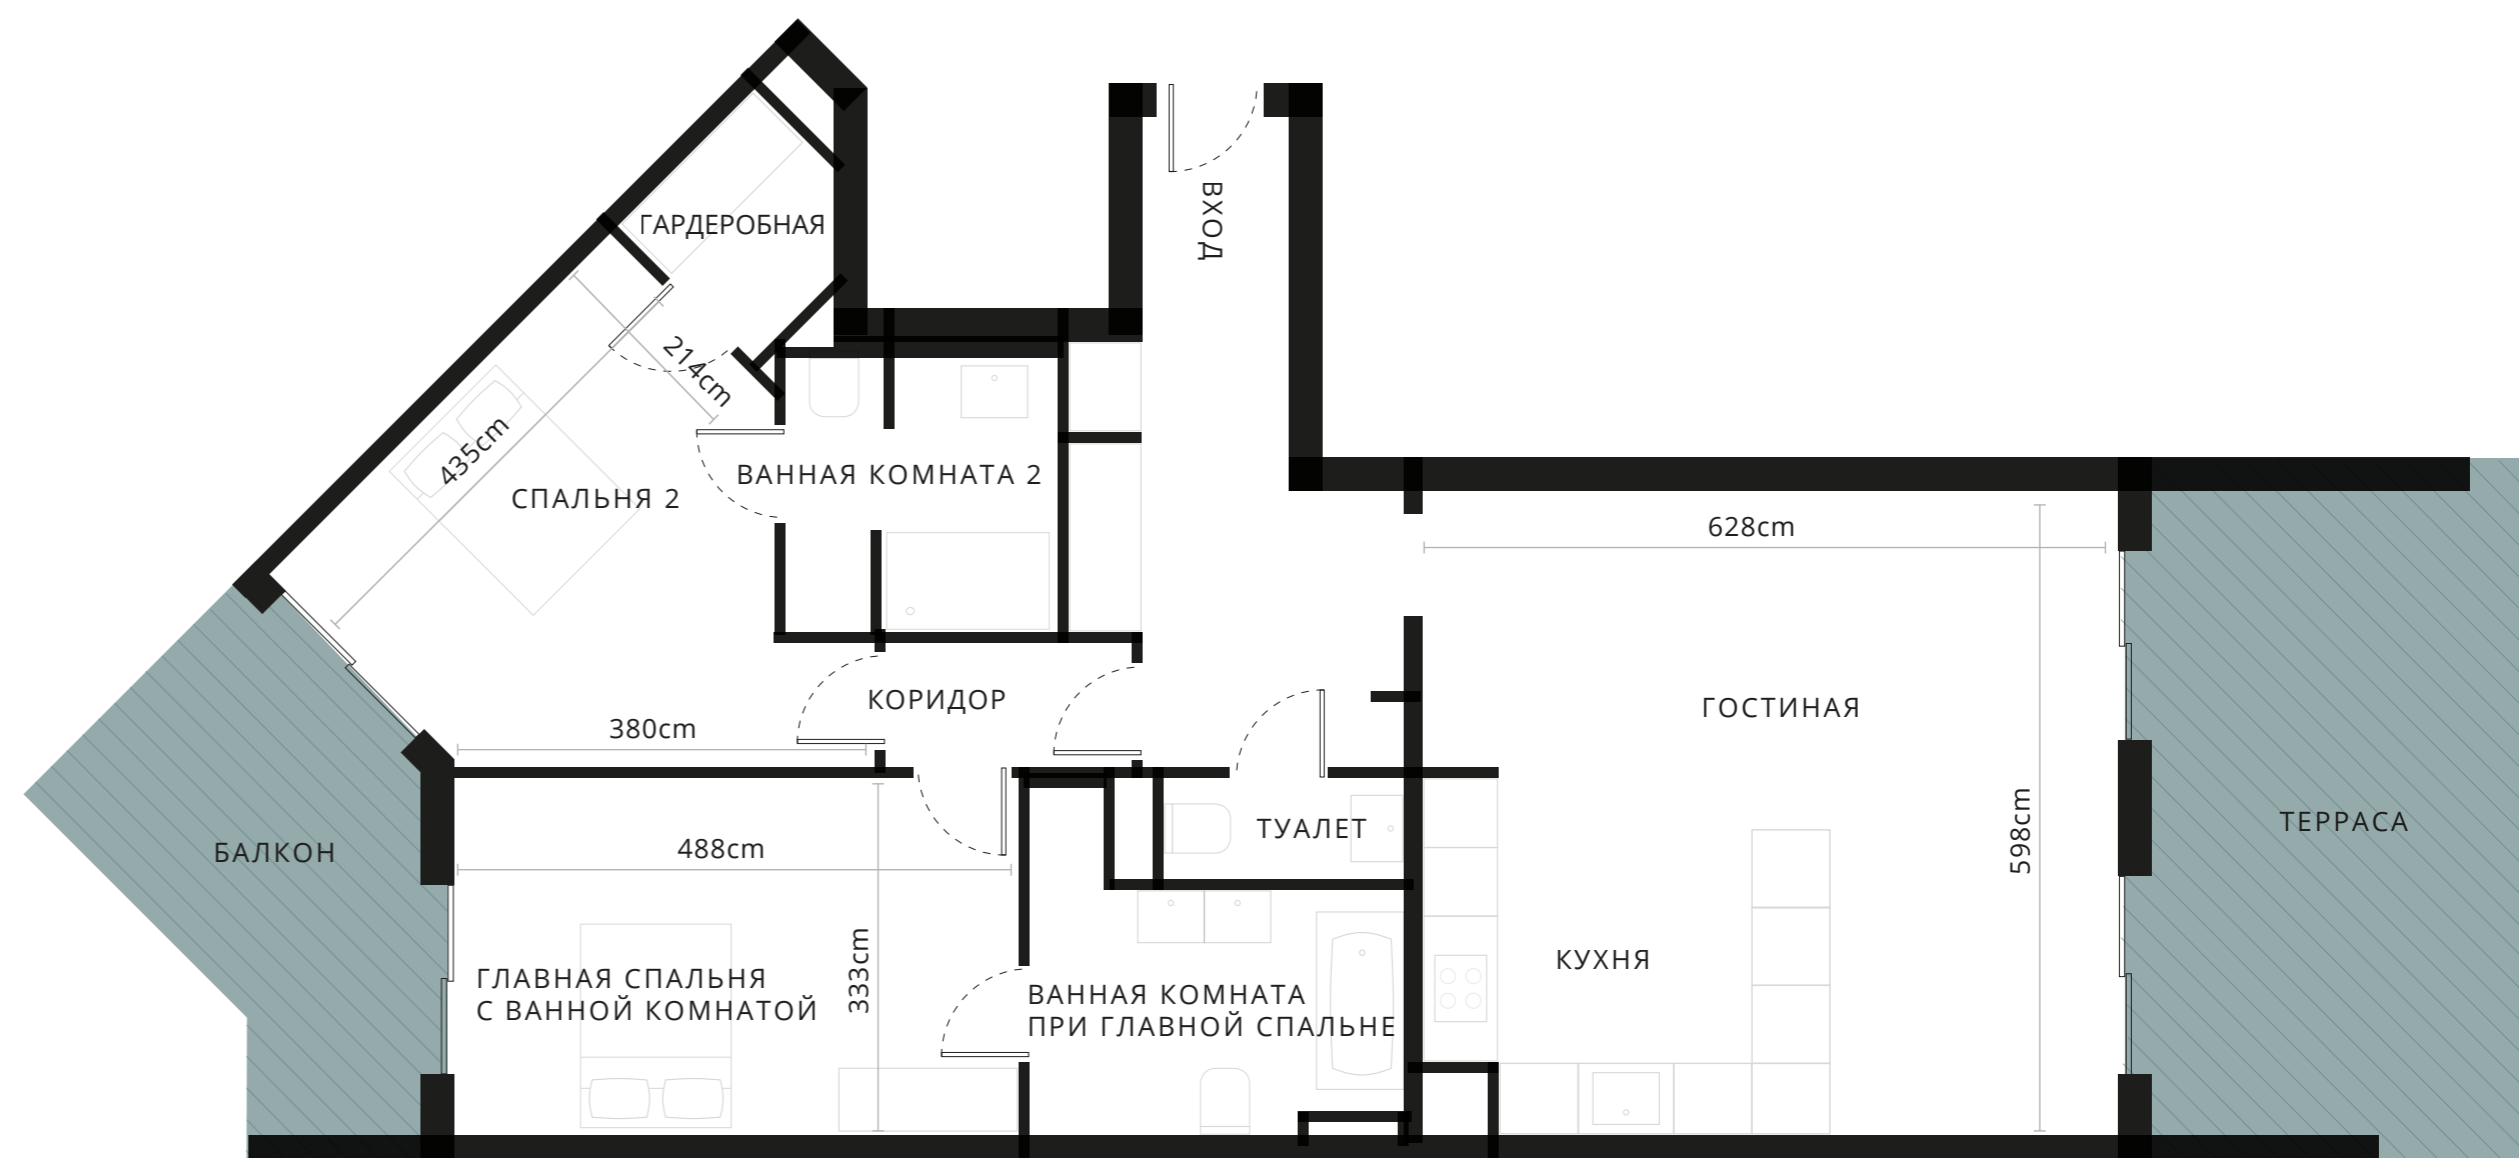 ВХОД
ГАРДЕРОБНАЯ
214cm
435cm
СПАЛЬНЯ 2
ВАННАЯ КОМНАТА 2
628cm
КОРИДОР
ГОСТИНАЯ
380cm
ТЕРРАСА
ТУАЛЕТ
598cm
БАЛКОН
488cm
КУХНЯ
333cm
ГЛАВНАЯ СПАЛЬНЯ
С ВАННОЙ КОМНАТОЙ
ВАННАЯ КОМНАТА
ПРИ ГЛАВНОЙ СПАЛЬНЕ